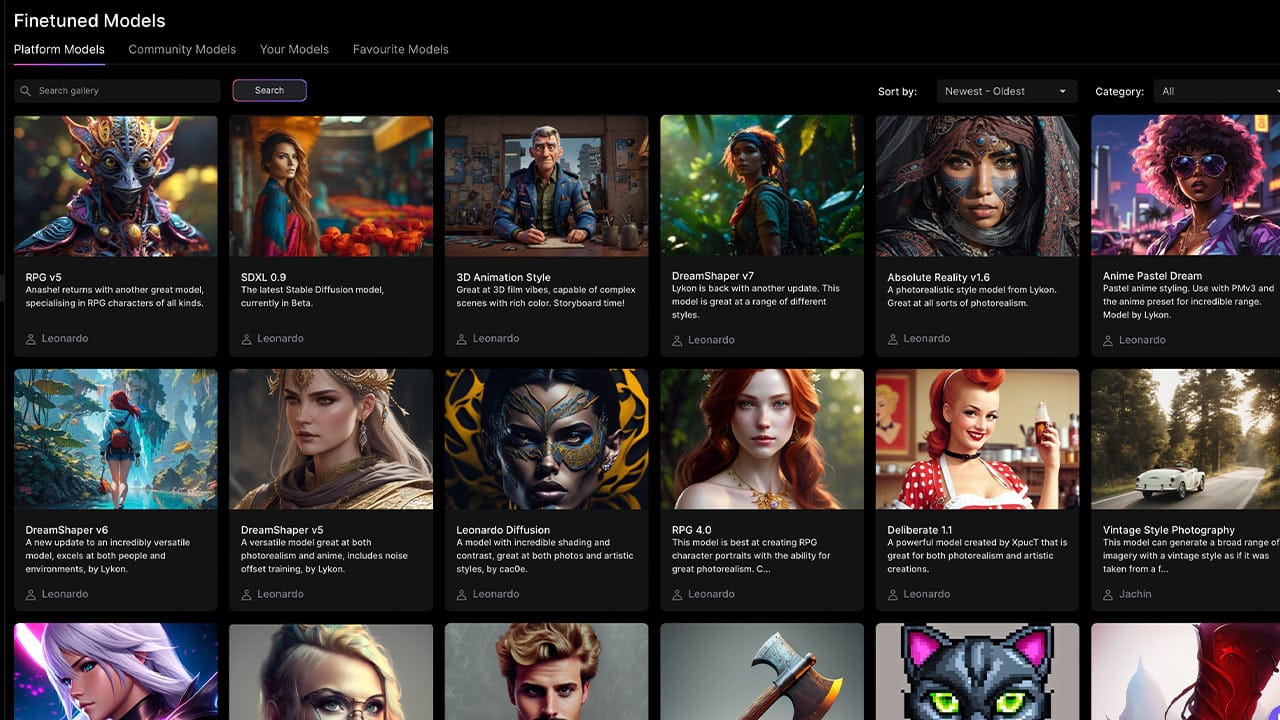 Finetuned Models
Platform Models Community Models Your Models Favourite Models
Search gallery Search Sort by: Newest - Oldest Category: All
RPG v5
Anashel returns with another great model,
specialising in RPG characters of all kinds.
Leonardo
SDXL 0.9
The latest Stable Diffusion model,
currently in Beta.
Leonardo
3D Animation Style
Great at 3D film vibes, capable of complex
scenes with rich color. Storyboard time!
Leonardo
DreamShaper v7
Lykon is back with another update. This
model is great at a range of different
styles.
Leonardo
Absolute Reality v1.6
A photorealistic style model from Lykon.
Great at all sorts of photorealism.
Leonardo
Anime Pastel Dream
Pastel anime styling. Use with PMv3 and
the anime preset for incredible range.
Model by Lykon.
Leonardo
DreamShaper v6
A new update to an incredibly versatile
model, excels at both people and
environments, by Lykon.
Leonardo
DreamShaper v5
A versatile model great at both
photorealism and anime, includes noise
offset training, by Lykon.
Leonardo
Leonardo Diffusion
A model with incredible shading and
contrast, great at both photos and artistic
styles, by cac0e.
Leonardo
RPG 4.0
This model is best at creating RPG
character portraits with the ability for
great photorealism. C...
Leonardo
Deliberate 1.1
A powerful model created by XpucT that is
great for both photorealism and artistic
creations.
Leonardo
Vintage Style Photography
This model can generate a broad range of
imagery with a vintage style as if it was
taken from a f...
Jachin